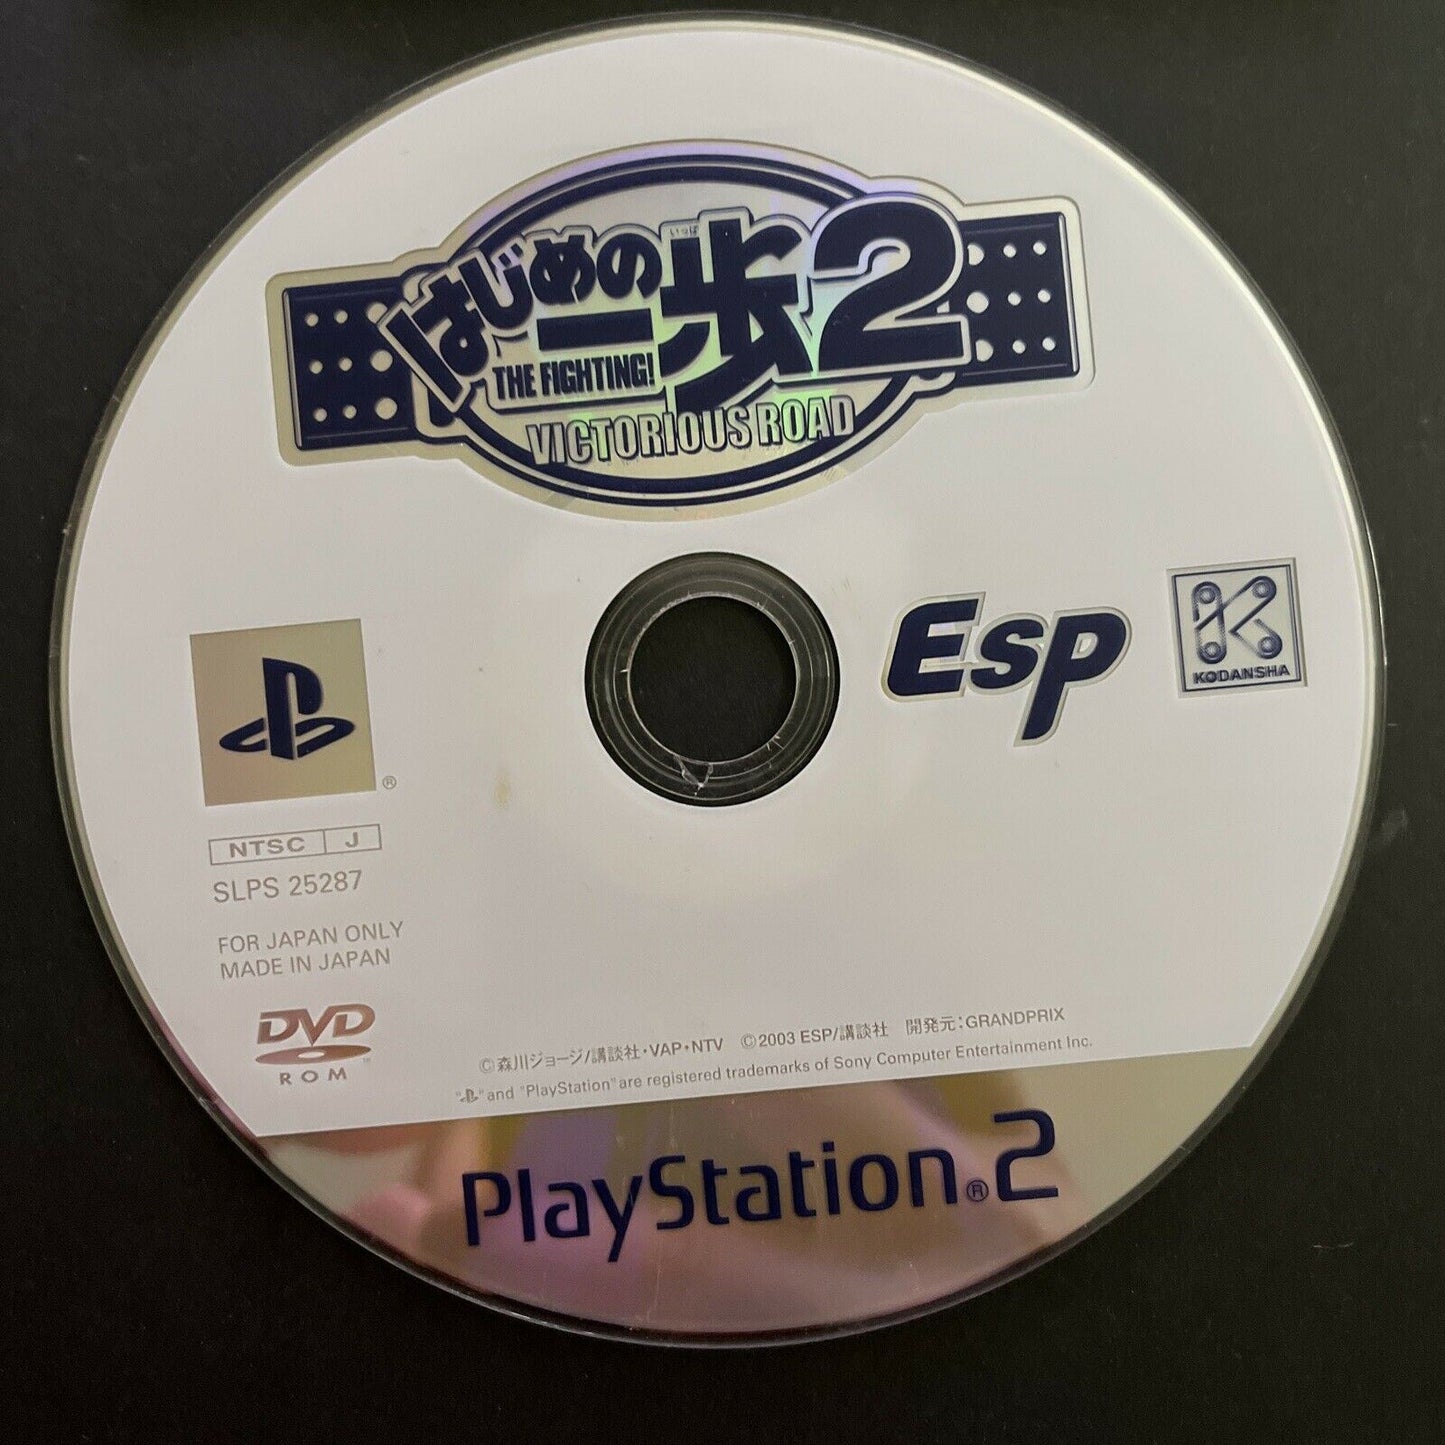 はじめの一歩2
いっぽ
THE FIGHTING!
VICTORIOUS ROAD
Esp
KODANSHA
®
NTSC J
SLPS 25287
FOR JAPAN ONLY
MADE IN JAPAN
DVD
ROM
©森川ジョージ/講談社・VAP・NTV ©2003 ESP/講談社 開発元:GRANDPRIX
"PS" and "PlayStation" are registered trademarks of Sony Computer Entertainment Inc.
PlayStation®2